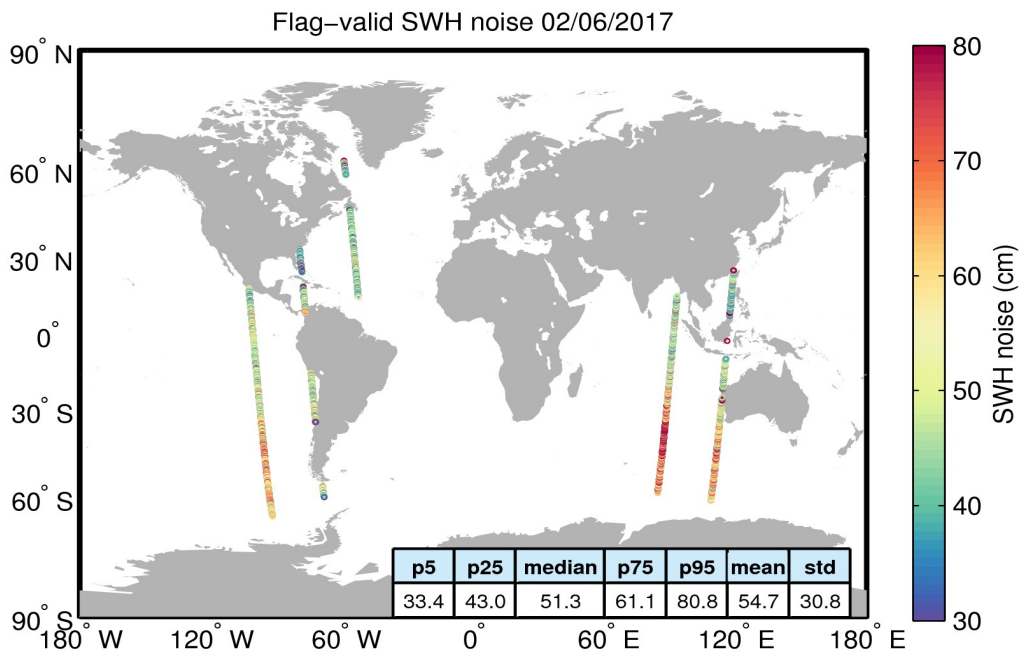 Flag−valid SWH noise 02/06/2017
90° N
60° N
30° N
0°
30° S
60° S
90° S
180° W
120° W
60° W
0°
60° E
120° E
180° E
80
70
60
50
40
30
SWH noise (cm)
p5 p25 median p75 p95 mean std
33.4 43.0 51.3 61.1 80.8 54.7 30.8